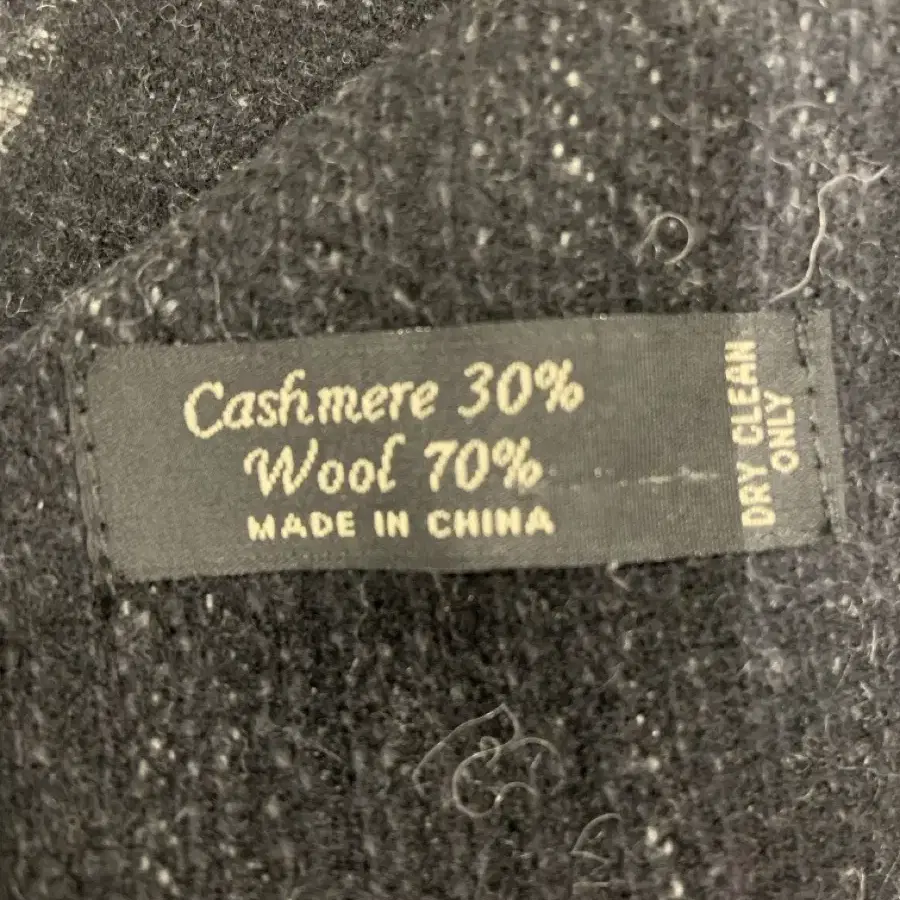 Cashmere 30%
Wool 70%
MADE IN CHINA
DRY CLEAN
ONLY